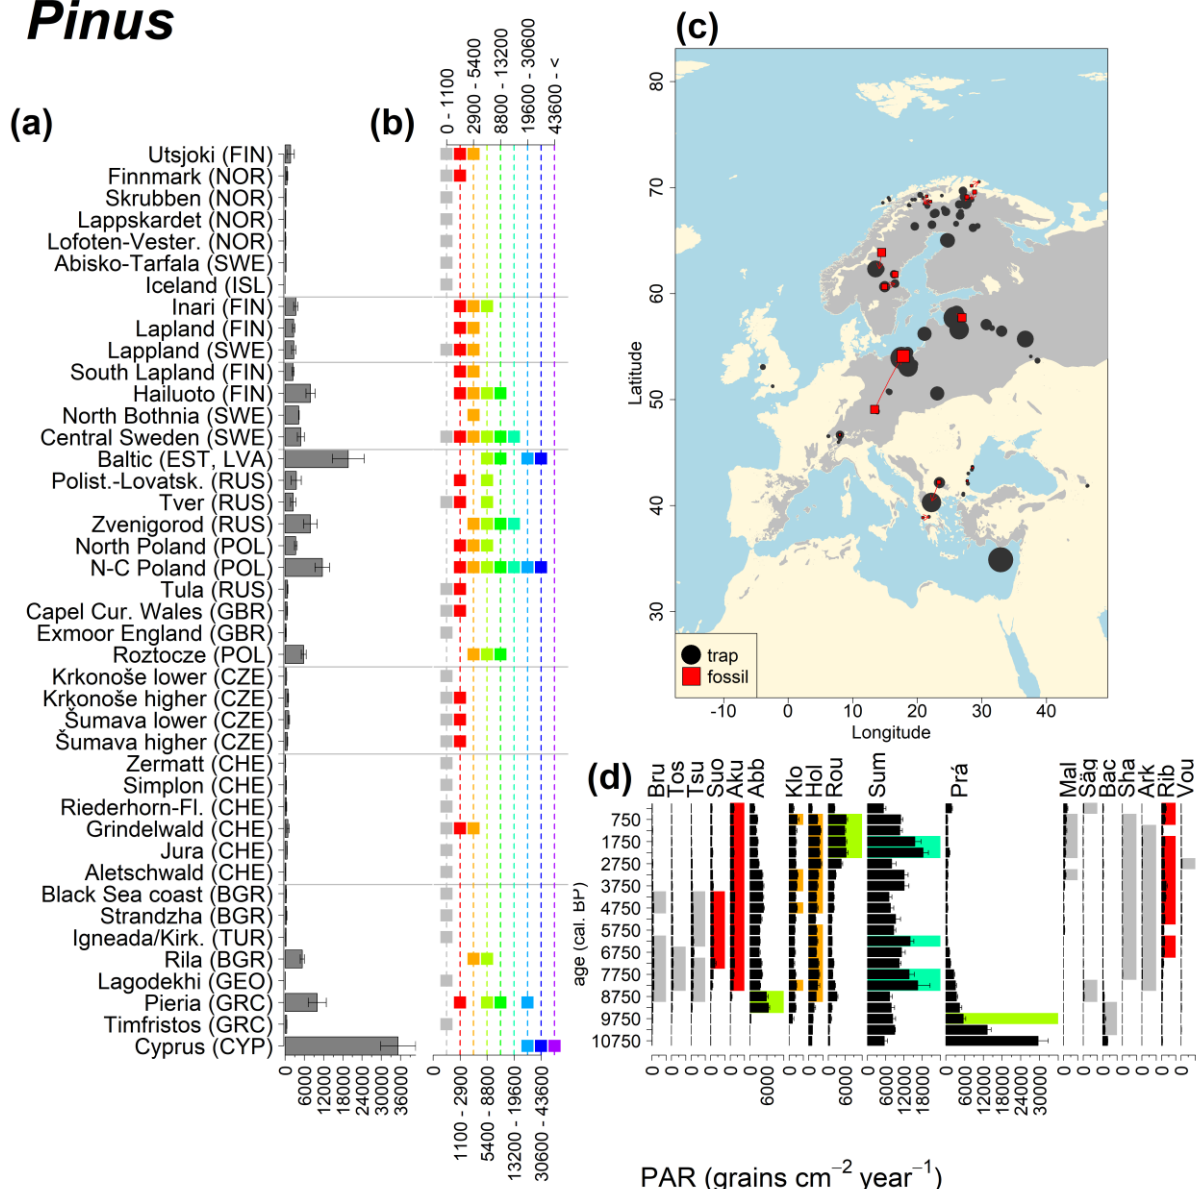 Pinus
(a)
(b)
(c)
0 - 1100
2900 - 5400
8800 - 13200
19600 - 30600
43600 - <
Utsjoki (FIN)
Finnmark (NOR)
Skrubben (NOR)
Lappskardet (NOR)
Lofoten-Vester. (NOR)
Abisko-Tarfala (SWE)
Iceland (ISL)
Inari (FIN)
Lapland (FIN)
Lappland (SWE)
South Lapland (FIN)
Hailuoto (FIN)
North Bothnia (SWE)
Central Sweden (SWE)
Baltic (EST, LVA)
Polist.-Lovatsk. (RUS)
Tver (RUS)
Zvenigorod (RUS)
North Poland (POL)
N-C Poland (POL)
Tula (RUS)
Capel Cur. Wales (GBR)
Exmoor England (GBR)
Roztocze (POL)
Krkonoše lower (CZE)
Krkonoše higher (CZE)
Šumava lower (CZE)
Šumava higher (CZE)
Zermatt (CHE)
Simplon (CHE)
Riederhorn-Fl. (CHE)
Grindelwald (CHE)
Jura (CHE)
Aletschwald (CHE)
Black Sea coast (BGR)
Strandzha (BGR)
Igneada/Kirk. (TUR)
Rila (BGR)
Lagodekhi (GEO)
Pieria (GRC)
Timfristos (GRC)
Cyprus (CYP)
0 6000 12000 18000 24000 30000 36000
1100 - 2900
5400 - 8800
13200 - 19600
30600 - 43600
Latitude
80
70
60
50
40
30
trap
fossil
-10 0 10 20 30 40
Longitude
(d)
Bru Tos Tsu Suo Aku Abb Klo Hol Rou Sum Prá Mal Säg Bac Sha Ark Rib Vou
age (cal. BP)
750
1750
2750
3750
4750
5750
6750
7750
8750
9750
10750
0 0 0 0 0 0 6000 0 0 0 6000 0 6000 12000 18000 0 6000 12000 18000 24000 30000 0 0 0 0 0 0 0
PAR (grains cm⁻² year⁻¹)